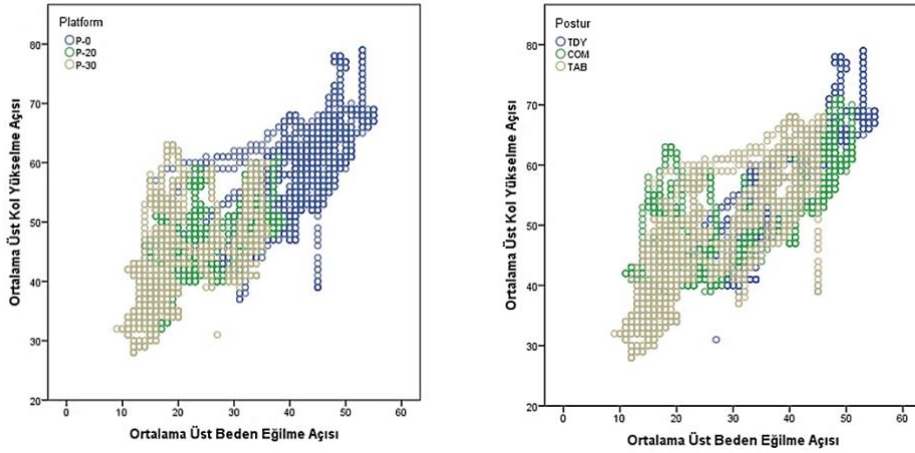 Platform
P-0
P-20
P-30
80
70
60
50
40
30
20
0 10 20 30 40 50 60
Ortalama Üst Kol Yükselme Açısı
Ortalama Üst Beden Eğilme Açısı
Postur
TDY
COM
TAB
80
70
60
50
40
30
20
0 10 20 30 40 50 60
Ortalama Üst Kol Yükselme Açısı
Ortalama Üst Beden Eğilme Açısı